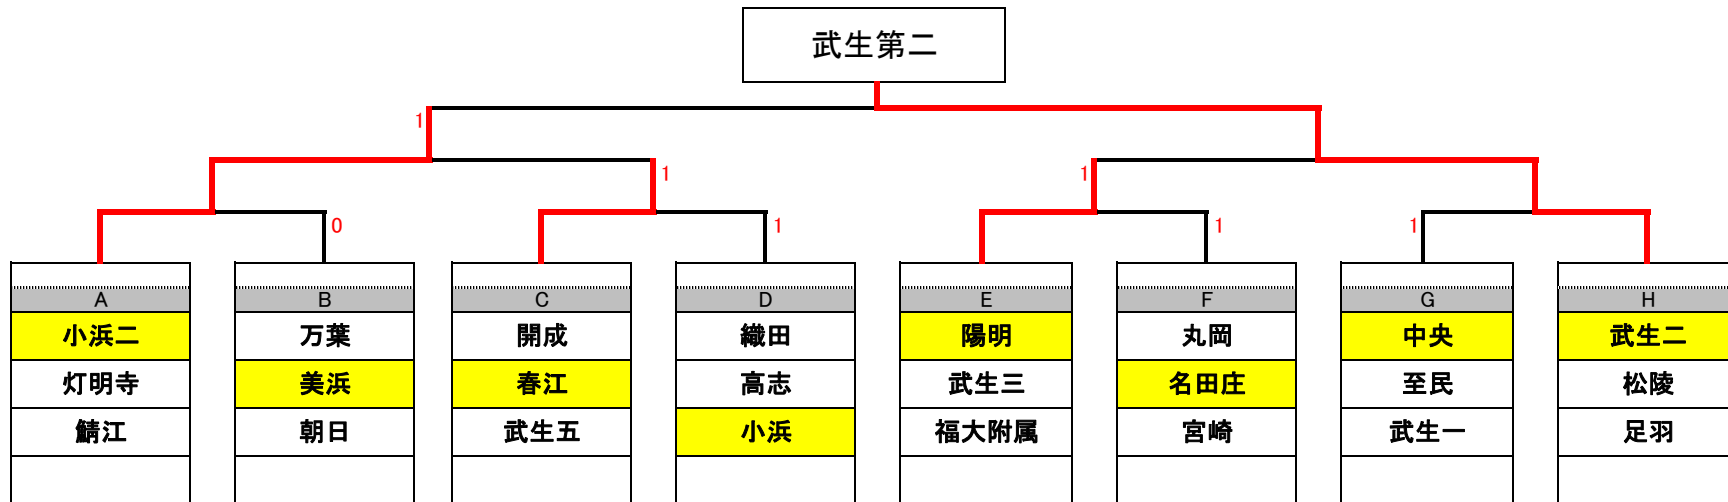 武生第二
1
1
1
0
1
1
1
A B C D E F G H
小浜二 万葉 開成 織田 陽明 丸岡 中央 武生二
灯明寺 美浜 春江 高志 武生三 名田庄 至民 松陵
鯖江 朝日 武生五 小浜 福大附属 宮崎 武生一 足羽